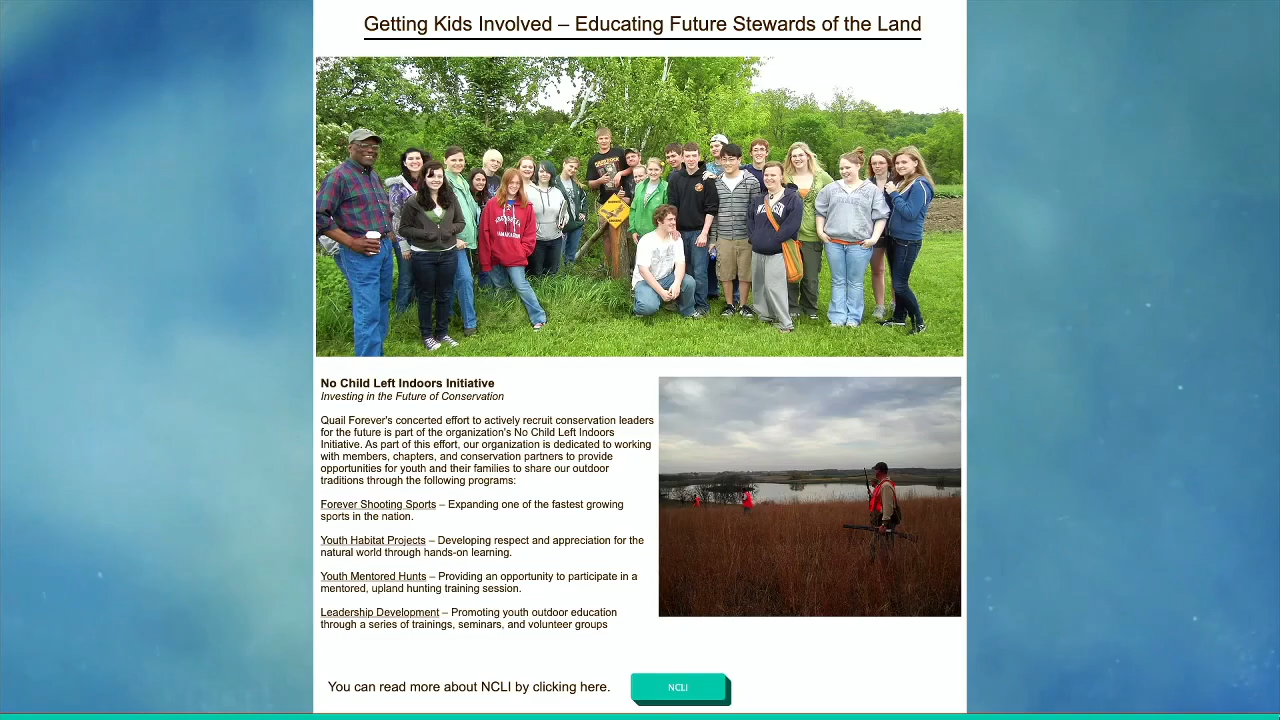 Getting Kids Involved – Educating Future Stewards of the Land
No Child Left Indoors Initiative
Investing in the Future of Conservation
Quail Forever's concerted effort to actively recruit conservation leaders
for the future is part of the organization's No Child Left Indoors
Initiative. As part of this effort, our organization is dedicated to working
with members, chapters, and conservation partners to provide
opportunities for youth and their families to share our outdoor
traditions through the following programs:
Forever Shooting Sports – Expanding one of the fastest growing
sports in the nation.
Youth Habitat Projects – Developing respect and appreciation for the
natural world through hands-on learning.
Youth Mentored Hunts – Providing an opportunity to participate in a
mentored, upland hunting training session.
Leadership Development – Promoting youth outdoor education
through a series of trainings, seminars, and volunteer groups
You can read more about NCLI by clicking here.
NCLI